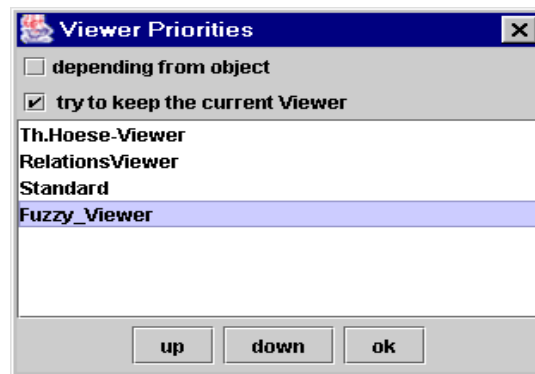 Viewer Priorities
depending from object
try to keep the current Viewer
Th.Hoese-Viewer
RelationsViewer
Standard
Fuzzy_Viewer
up down ok